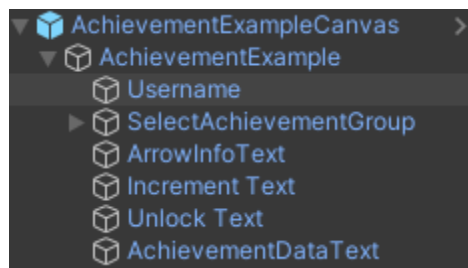 AchievementExampleCanvas
AchievementExample
Username
SelectAchievementGroup
ArrowInfoText
Increment Text
Unlock Text
AchievementDataText